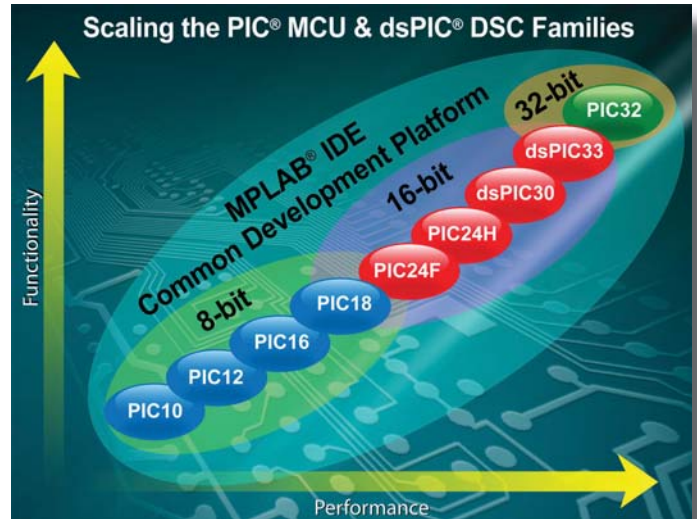 Scaling the PIC® MCU & dsPIC® DSC Families
32-bit
PIC32
MPLAB® IDE
Common Development Platform
dsPIC33
16-bit
dsPIC30
PIC24H
PIC24F
8-bit
PIC18
PIC16
PIC12
PIC10
Functionality
Performance